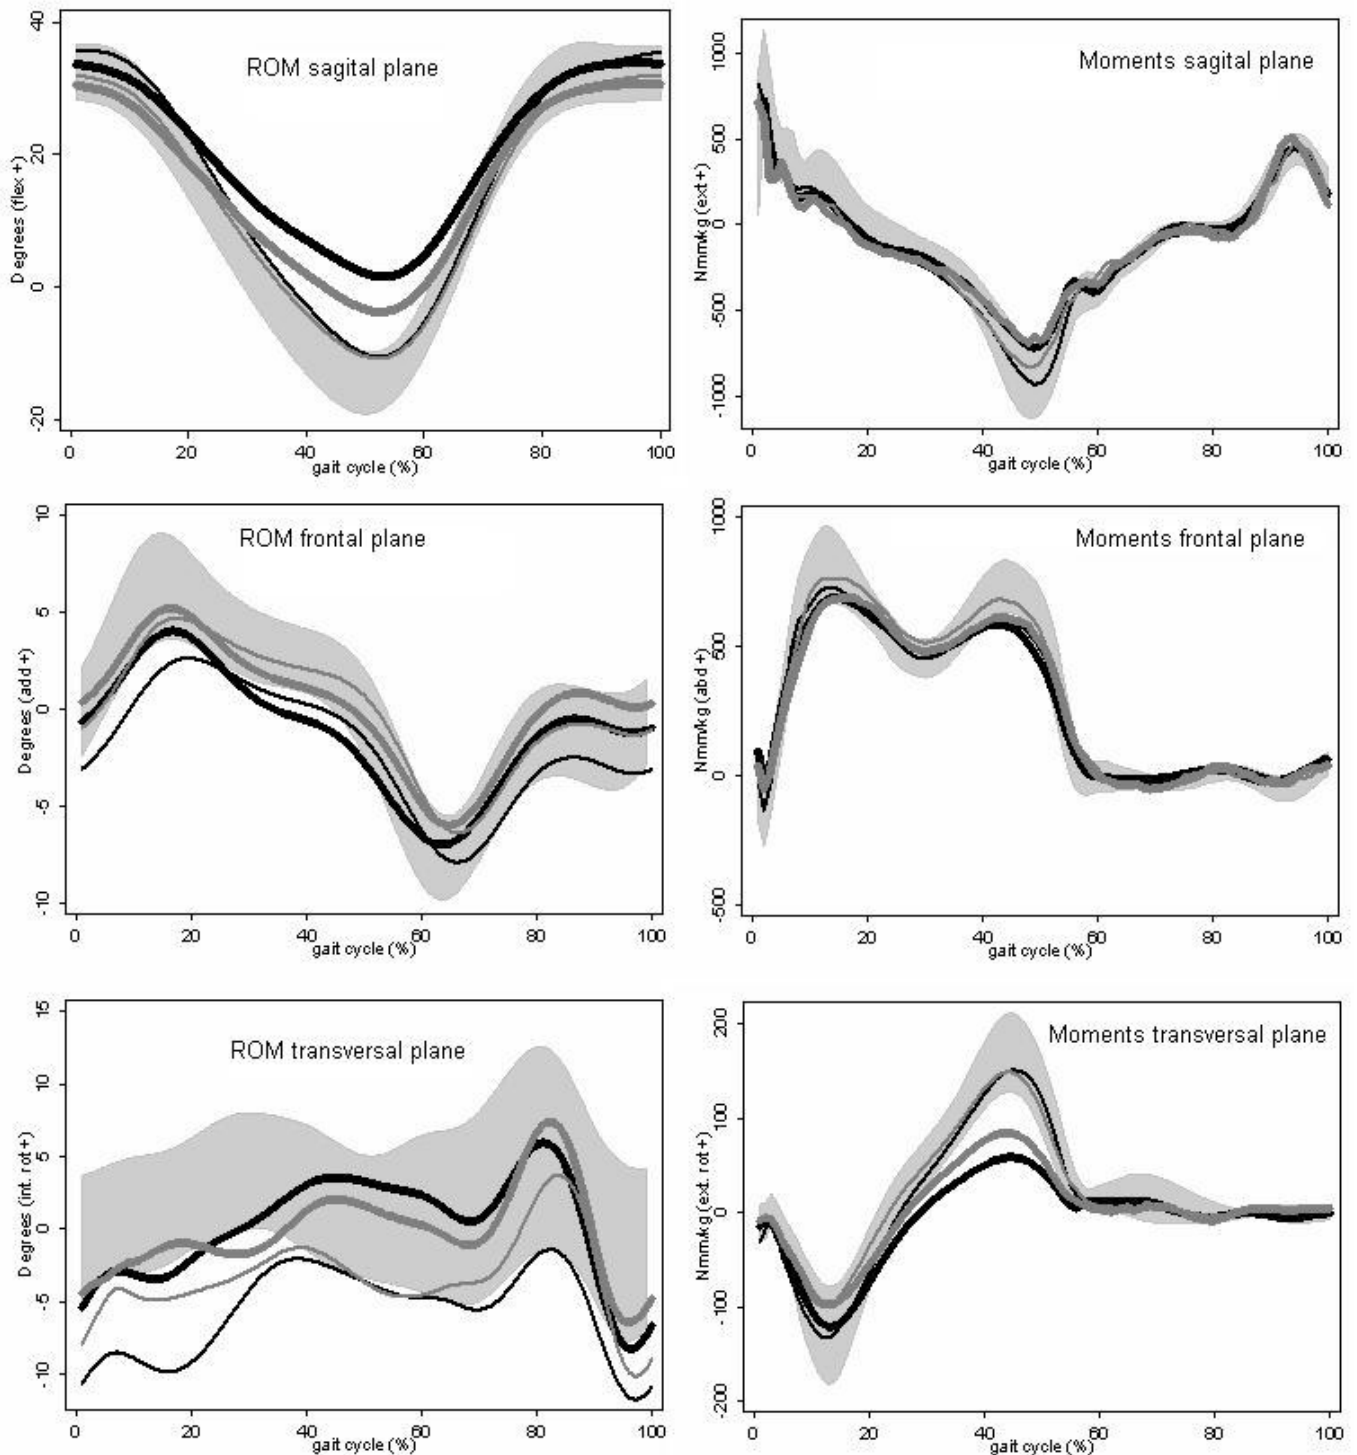 ROM sagital plane
Degrees (flex +)
40
20
0
-20
0 20 40 60 80 100
gait cycle (%)
Moments sagital plane
Nmm/kg (ext +)
1000
500
0
-500
-1000
0 20 40 60 80 100
gait cycle (%)
ROM frontal plane
Degrees (add +)
10
5
0
-5
-10
0 20 40 60 80 100
gait cycle (%)
Moments frontal plane
Nmm/kg (abd +)
1000
500
0
-500
0 20 40 60 80 100
gait cycle (%)
ROM transversal plane
Degrees (int. rot +)
15
10
5
0
-5
-10
0 20 40 60 80 100
gait cycle (%)
Moments transversal plane
Nmm/kg (ext. rot +)
200
100
0
-100
-200
0 20 40 60 80 100
gait cycle (%)